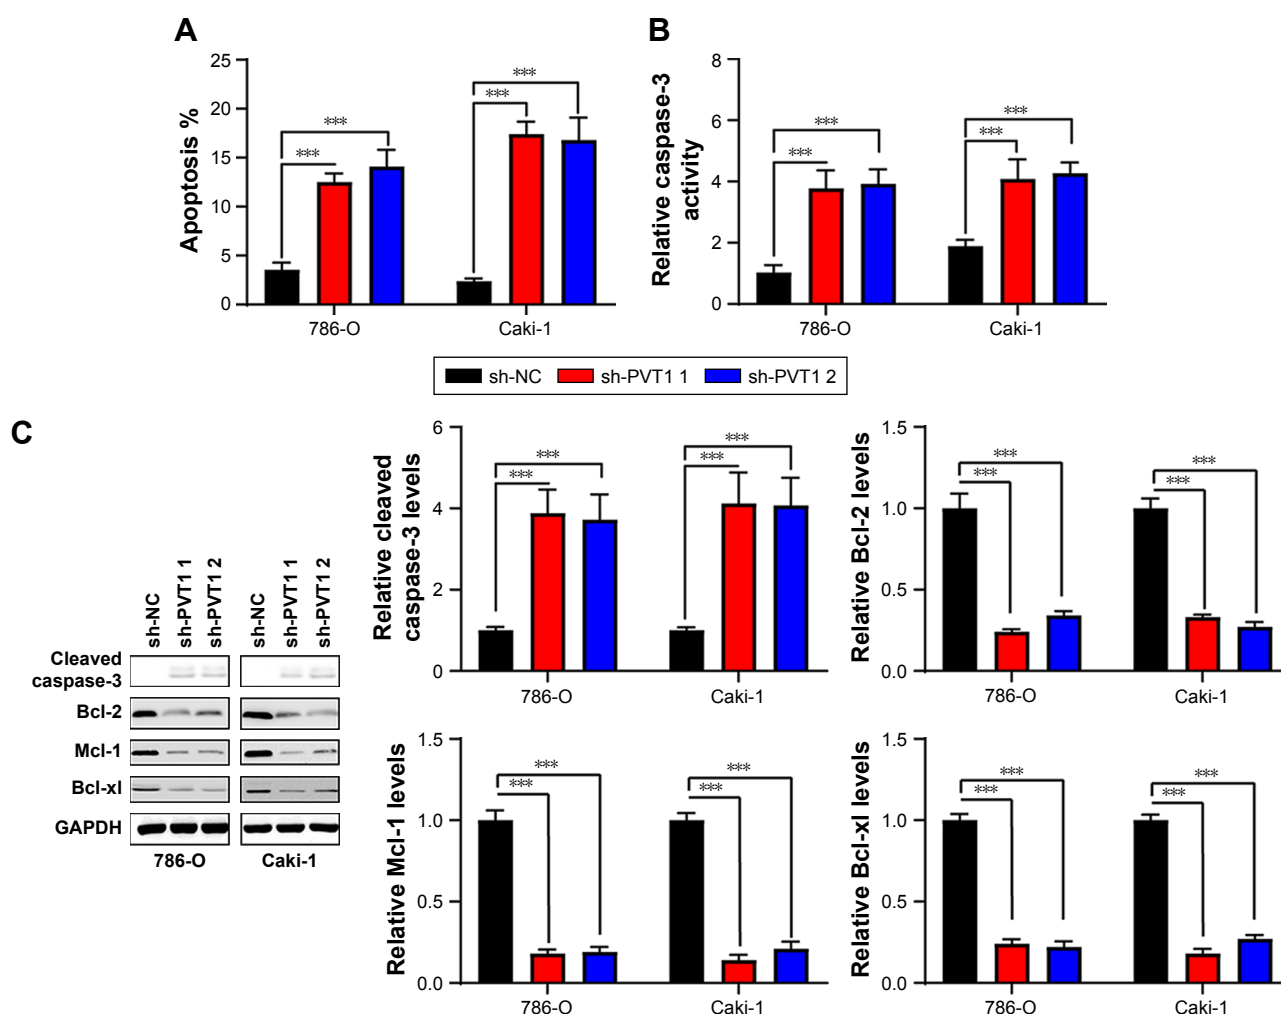 A
Apoptosis %
25
20
15
10
5
0
***
***
***
***
786-O
Caki-1
B
Relative caspase-3
activity
8
6
4
2
0
***
***
***
***
786-O
Caki-1
sh-NC sh-PVT1 1 sh-PVT1 2
C
sh-NC
sh-PVT1 1
sh-PVT1 2
sh-NC
sh-PVT1 1
sh-PVT1 2
Cleaved
caspase-3
Bcl-2
Mcl-1
Bcl-xl
GAPDH
786-O
Caki-1
Relative cleaved
caspase-3 levels
6
4
2
0
***
***
***
***
786-O
Caki-1
Relative Bcl-2 levels
1.5
1.0
0.5
0.0
***
***
***
***
786-O
Caki-1
Relative Mcl-1 levels
1.5
1.0
0.5
0.0
***
***
***
***
786-O
Caki-1
Relative Bcl-xl levels
1.5
1.0
0.5
0.0
***
***
***
***
786-O
Caki-1